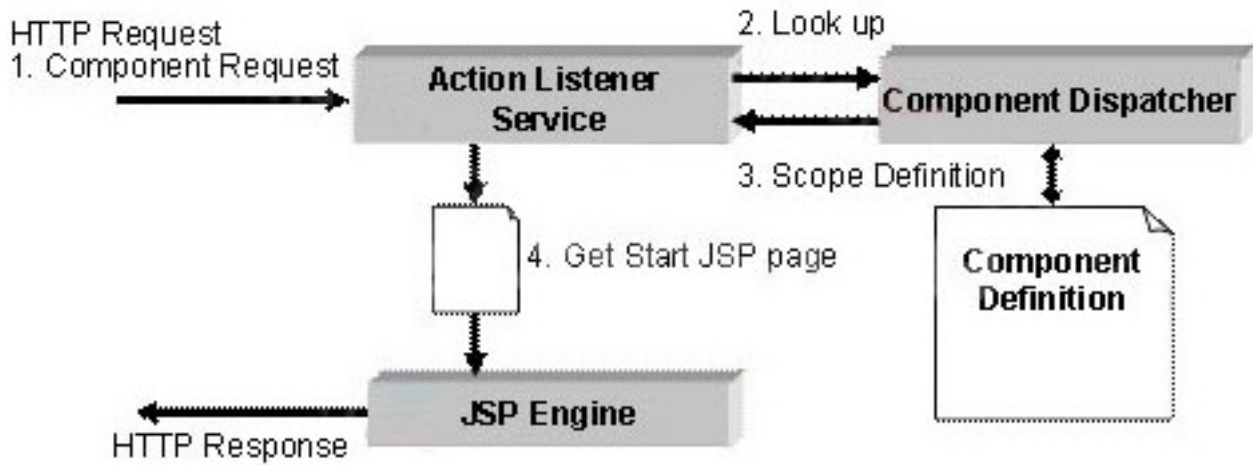 HTTP Request
1. Component Request
Action Listener
Service
2. Look up
Component Dispatcher
3. Scope Definition
4. Get Start JSP page
Component
Definition
JSP Engine
HTTP Response